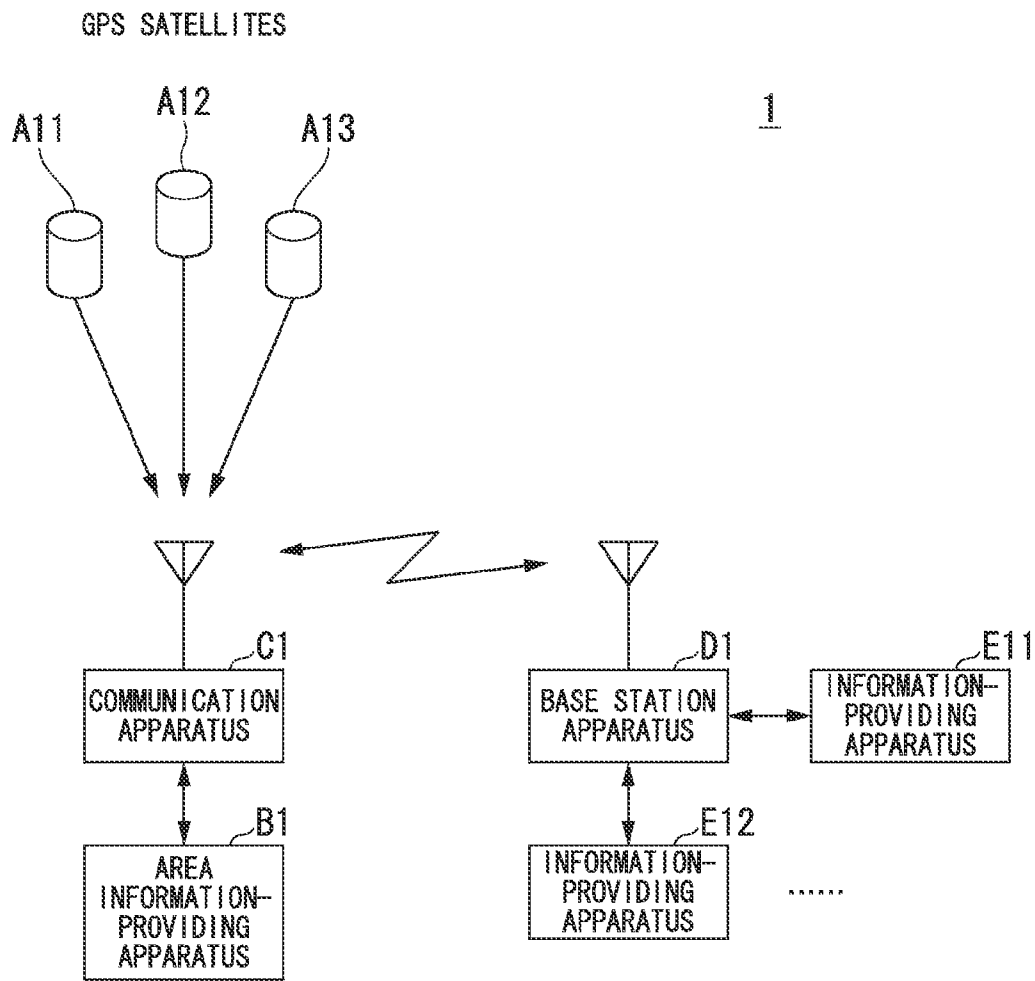 GPS SATELLITES
1
A11
A12
A13
C1
COMMUNICATION
APPARATUS
D1
BASE STATION
APPARATUS
E11
INFORMATION-
PROVIDING
APPARATUS
B1
AREA
INFORMATION-
PROVIDING
APPARATUS
E12
INFORMATION-
PROVIDING
APPARATUS
......